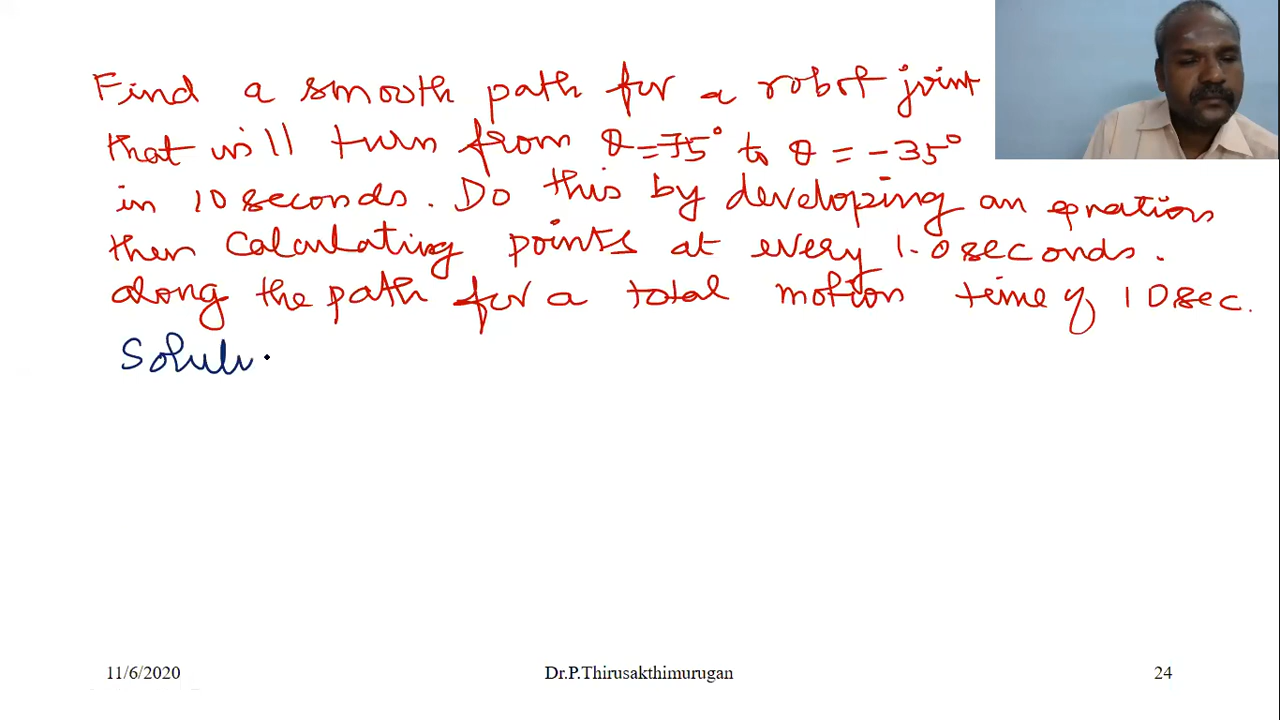 Find a smooth path for a robot joint
that will turn from θ = 75° to θ = -35°
in 10 seconds. Do this by developing an equation
then calculating points at every 1.0 seconds.
along the path for a total motion time of 10 sec.
Solu
11/6/2020 Dr.P.Thirusakthimurugan 24